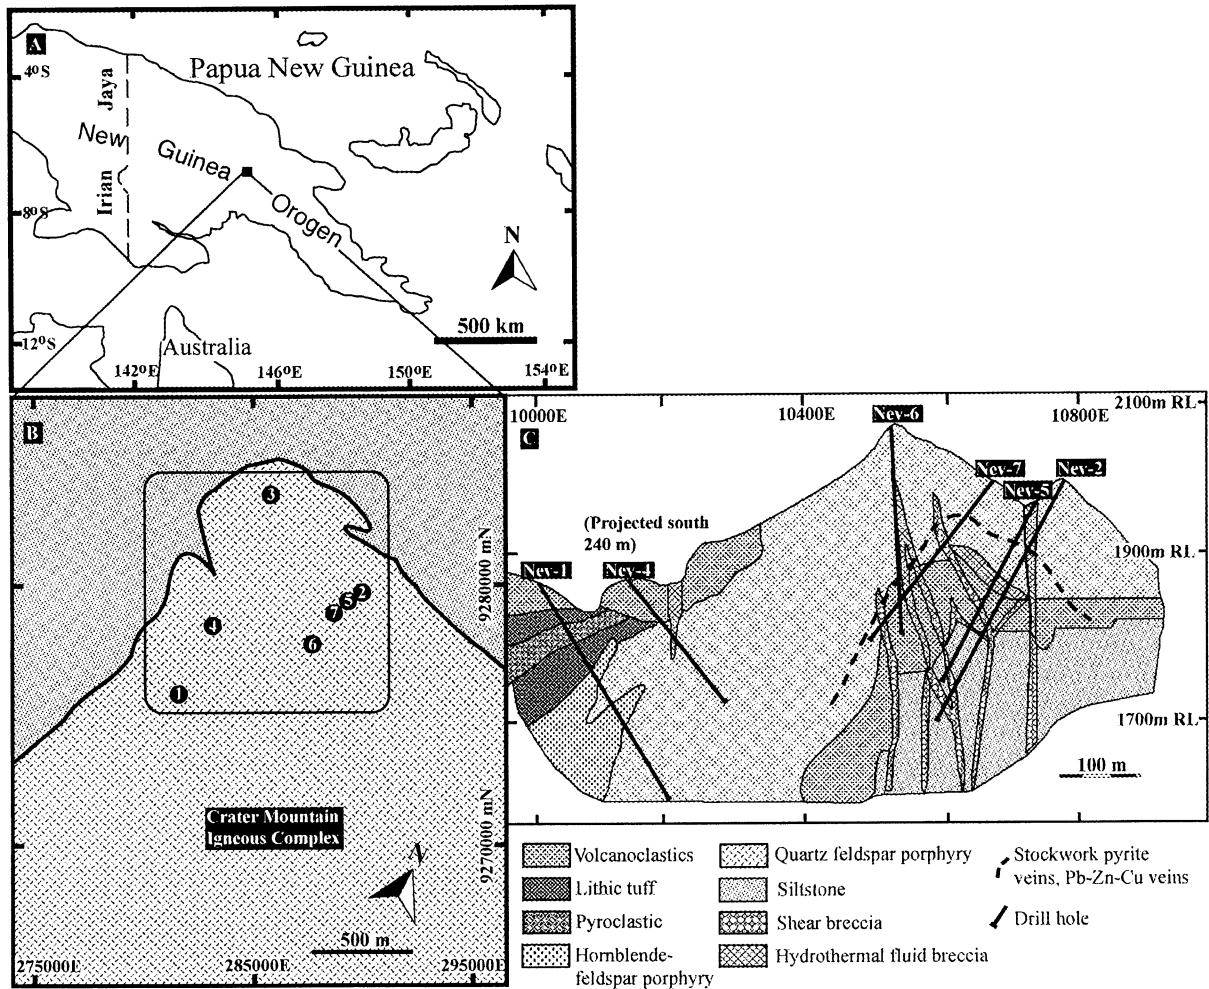 A
Papua New Guinea
4°S
Irian Jaya
New Guinea Orogen
8°S
N
500 km
12°S
Australia
142°E
146°E
150°E
154°E
B
3
2
5
7
4
6
1
9280000 mN
Crater Mountain
Igneous Complex
N
9270000 mN
500 m
275000E
285000E
295000E
10000E
10400E
10800E
2100m RL
C
Nev-6
Nev-7
Nev-2
Nev-5
(Projected south
240 m)
Nev-1
Nev-4
1900m RL
1700m RL
100 m
Volcanoclastics
Lithic tuff
Pyroclastic
Hornblende-
feldspar porphyry
Quartz feldspar porphyry
Siltstone
Shear breccia
Hydrothermal fluid breccia
Stockwork pyrite
veins, Pb-Zn-Cu veins
Drill hole